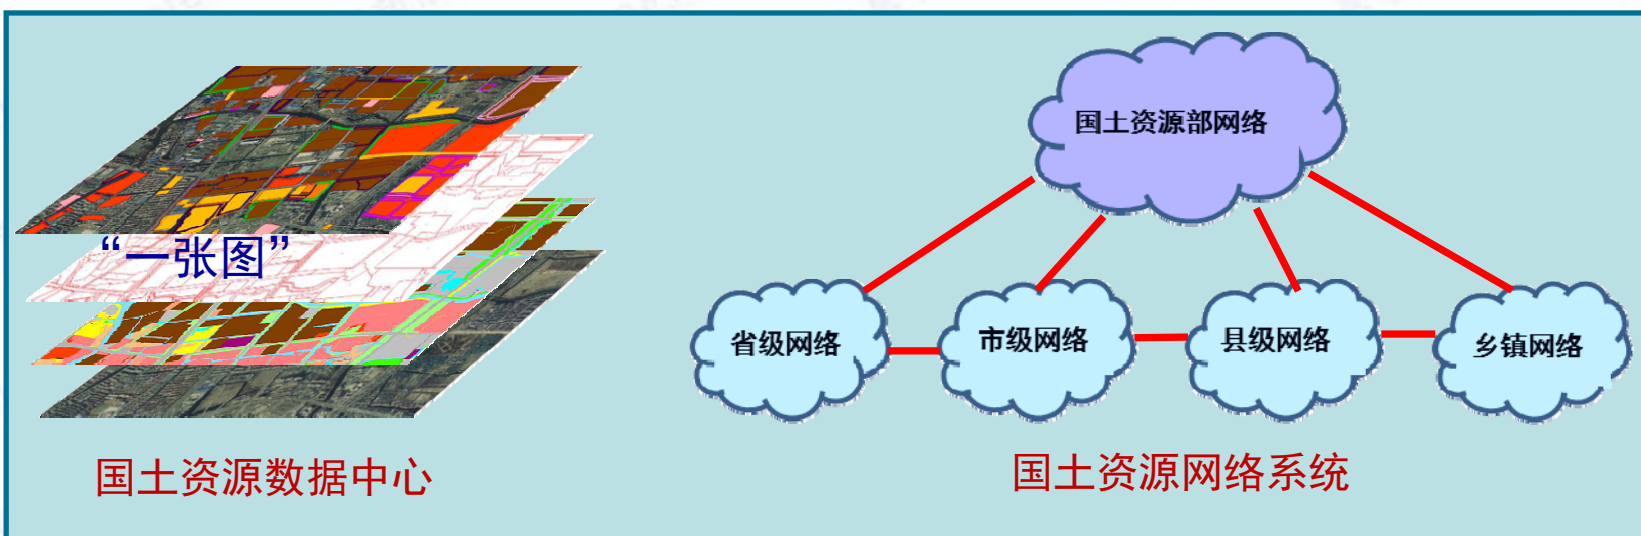 “一张图”
国土资源数据中心
国土资源部网络
省级网络
市级网络
县级网络
乡镇网络
国土资源网络系统